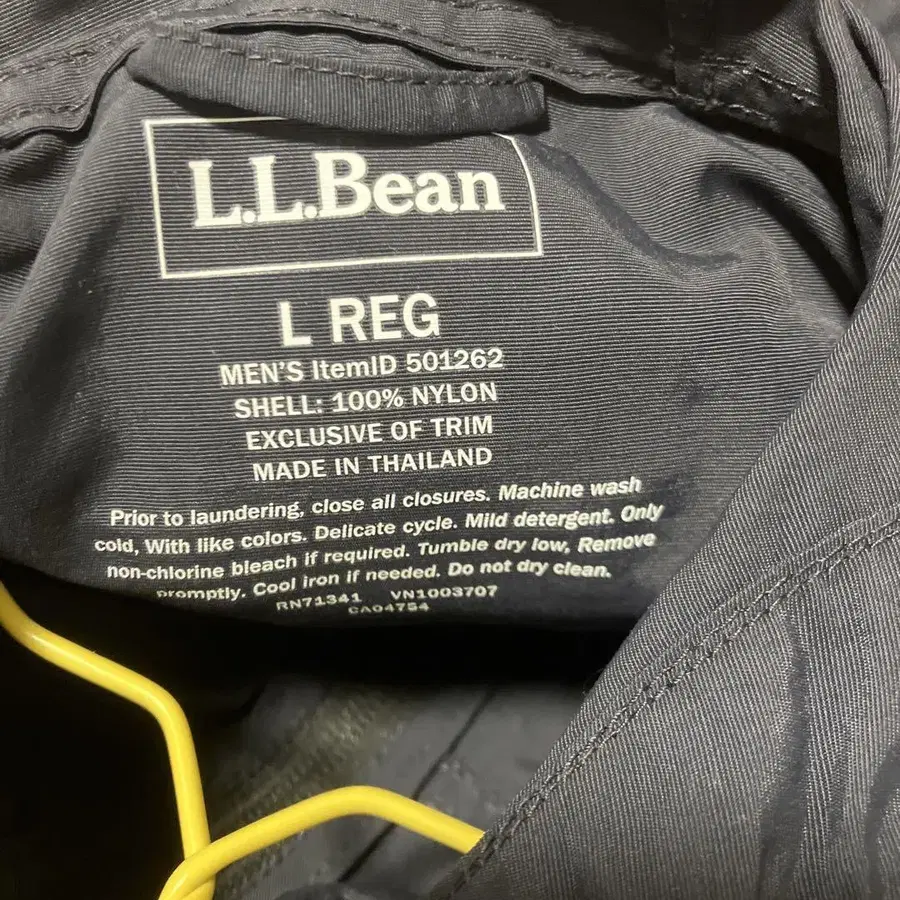 L.L.Bean
L REG
MEN'S ItemID 501262
SHELL: 100% NYLON
EXCLUSIVE OF TRIM
MADE IN THAILAND
Prior to laundering, close all closures. Machine wash
cold, With like colors. Delicate cycle. Mild detergent. Only
non-chlorine bleach if required. Tumble dry low, Remove
promptly. Cool iron if needed. Do not dry clean.
RN71341 VN1003707
CA04754